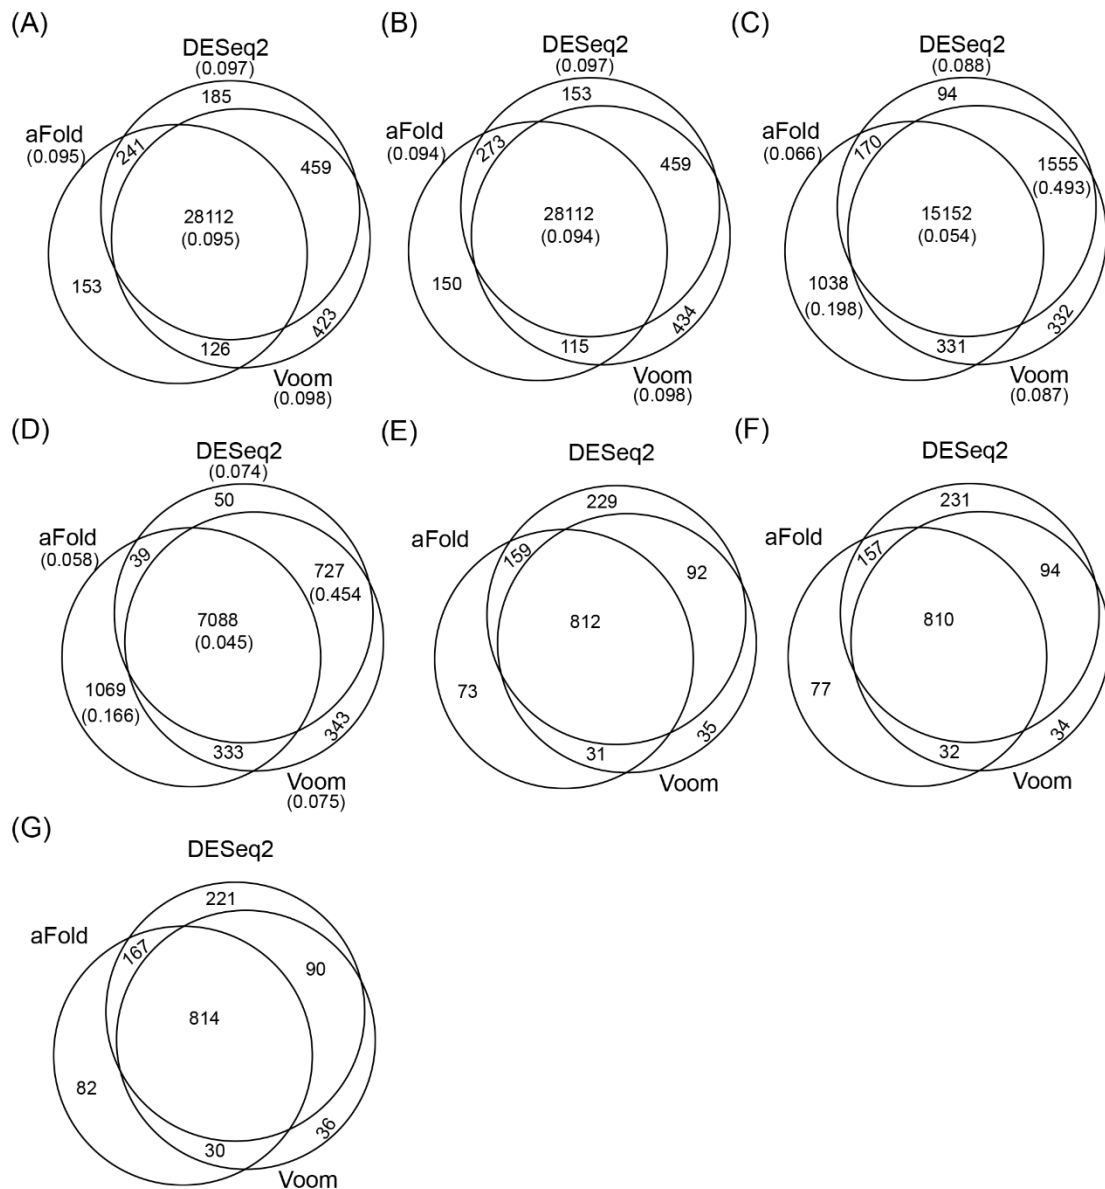 (A)
DESeq2
(0.097)
185
aFold
(0.095)
241
459
28112
(0.095)
153
423
126
Voom
(0.098)
(B)
DESeq2
(0.097)
153
aFold
(0.094)
273
459
28112
(0.094)
150
434
115
Voom
(0.098)
(C)
DESeq2
(0.088)
94
aFold
(0.066)
170
1555
(0.493)
15152
(0.054)
1038
(0.198)
332
331
Voom
(0.087)
(D)
DESeq2
(0.074)
50
aFold
(0.058)
39
727
(0.454
7088
(0.045)
1069
(0.166)
343
333
Voom
(0.075)
(E)
DESeq2
229
aFold
159
92
812
73
35
31
Voom
(F)
DESeq2
231
aFold
157
94
810
77
34
32
Voom
(G)
DESeq2
221
aFold
167
90
814
82
36
30
Voom